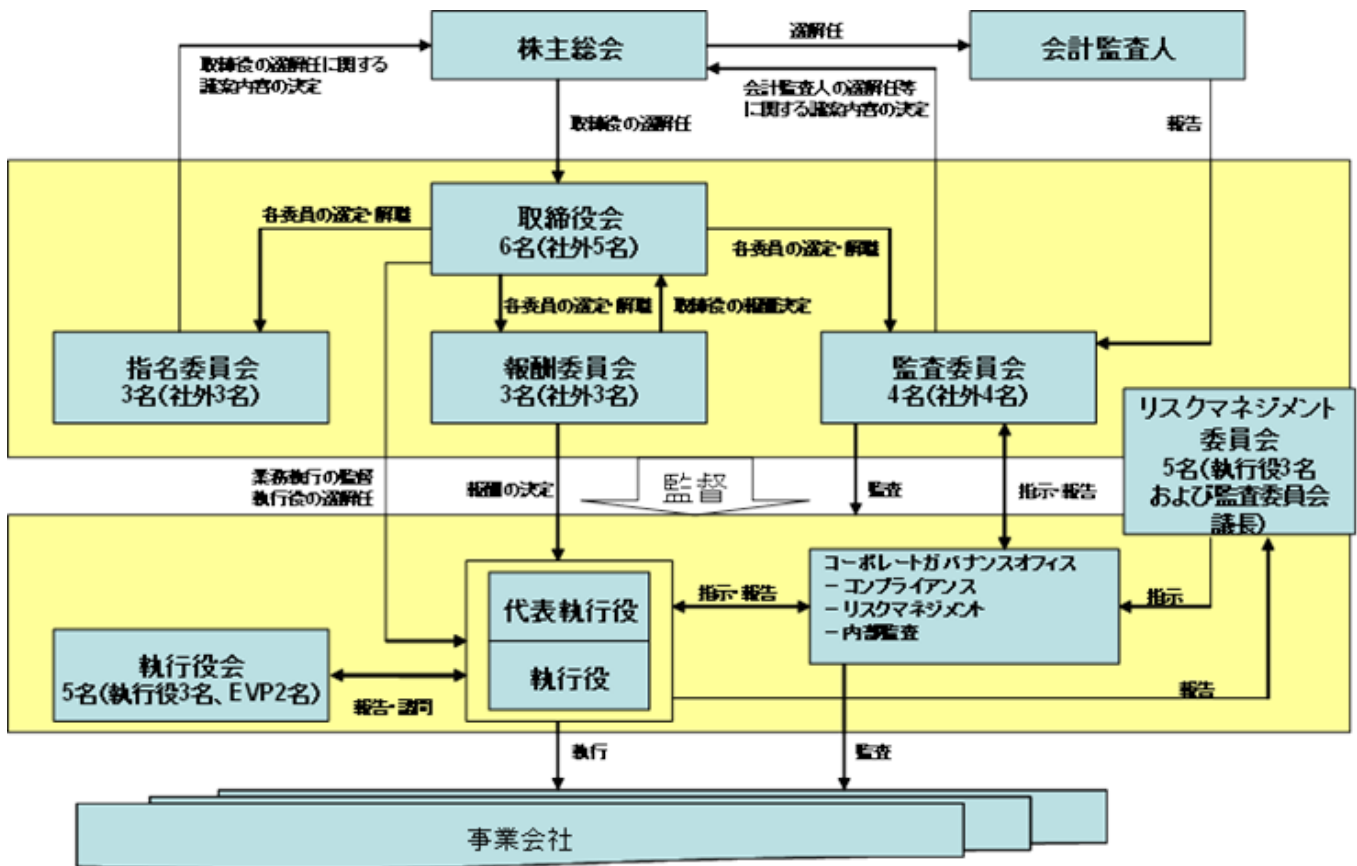 株主総会
選解任
会計監査人
取締役の選解任に関する
議案内容の決定
会計監査人の選解任等
に関する議案内容の決定
取締役の選解任
報告
取締役会
6名(社外5名)
各委員の選定・解職
各委員の選定・解職
各委員の選定・解職
取締役の報酬決定
指名委員会
3名(社外3名)
報酬委員会
3名(社外3名)
監査委員会
4名(社外4名)
リスクマネジメント
委員会
5名(執行役3名
および監査委員会
議長)
業務執行の監督
執行役の選解任
報酬の決定
監督
監査
指示・報告
コーポレートガバナンスオフィス
－コンプライアンス
－リスクマネジメント
－内部監査
代表執行役
執行役
指示・報告
指示
執行役会
5名(執行役3名、EVP2名)
報告・諮問
報告
執行
監査
事業会社